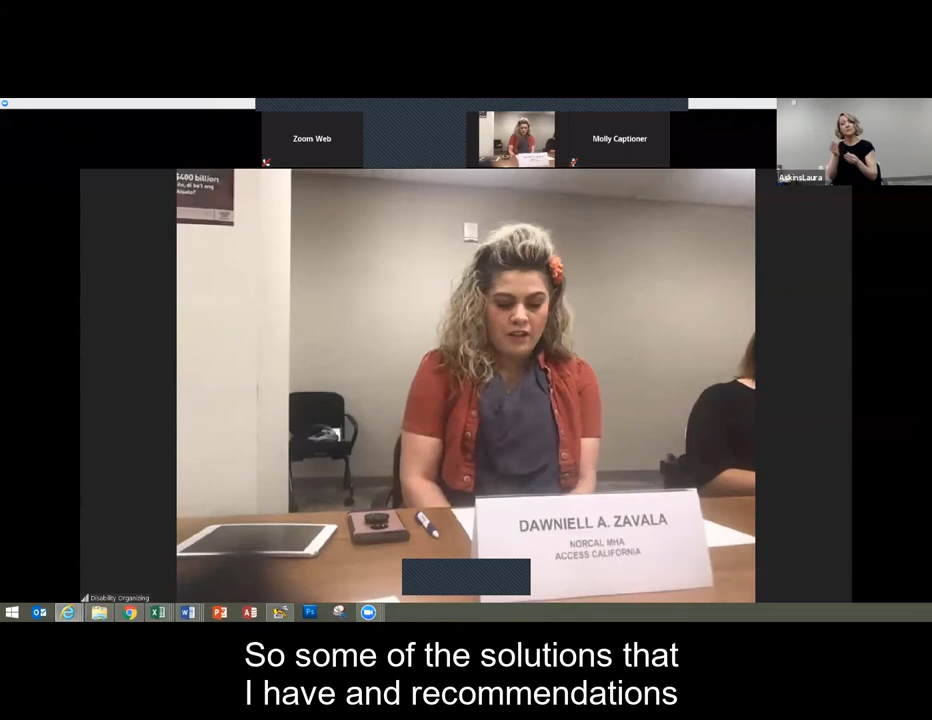 Zoom Web
Molly Captioner
AskinsLaura
$400 billion
DAWNIELL A. ZAVALA
NORCAL MHA
ACCESS CALIFORNIA
Disability Organizing
So some of the solutions that
I have and recommendations